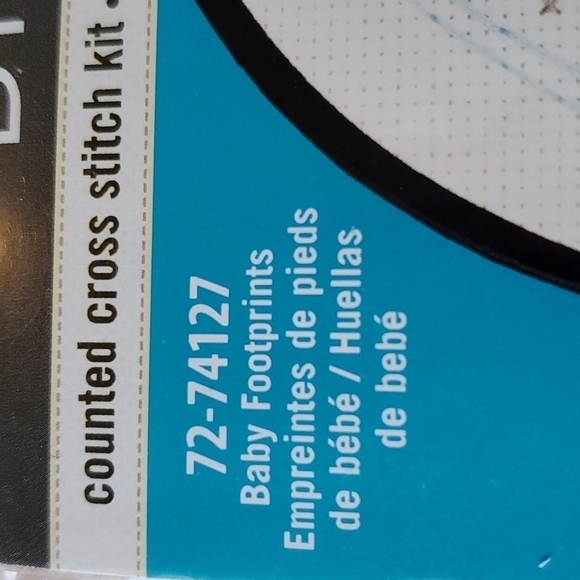 counted cross stitch kit •
72-74127
Baby Footprints
Empreintes de pieds
de bébé / Huellas
de bebé